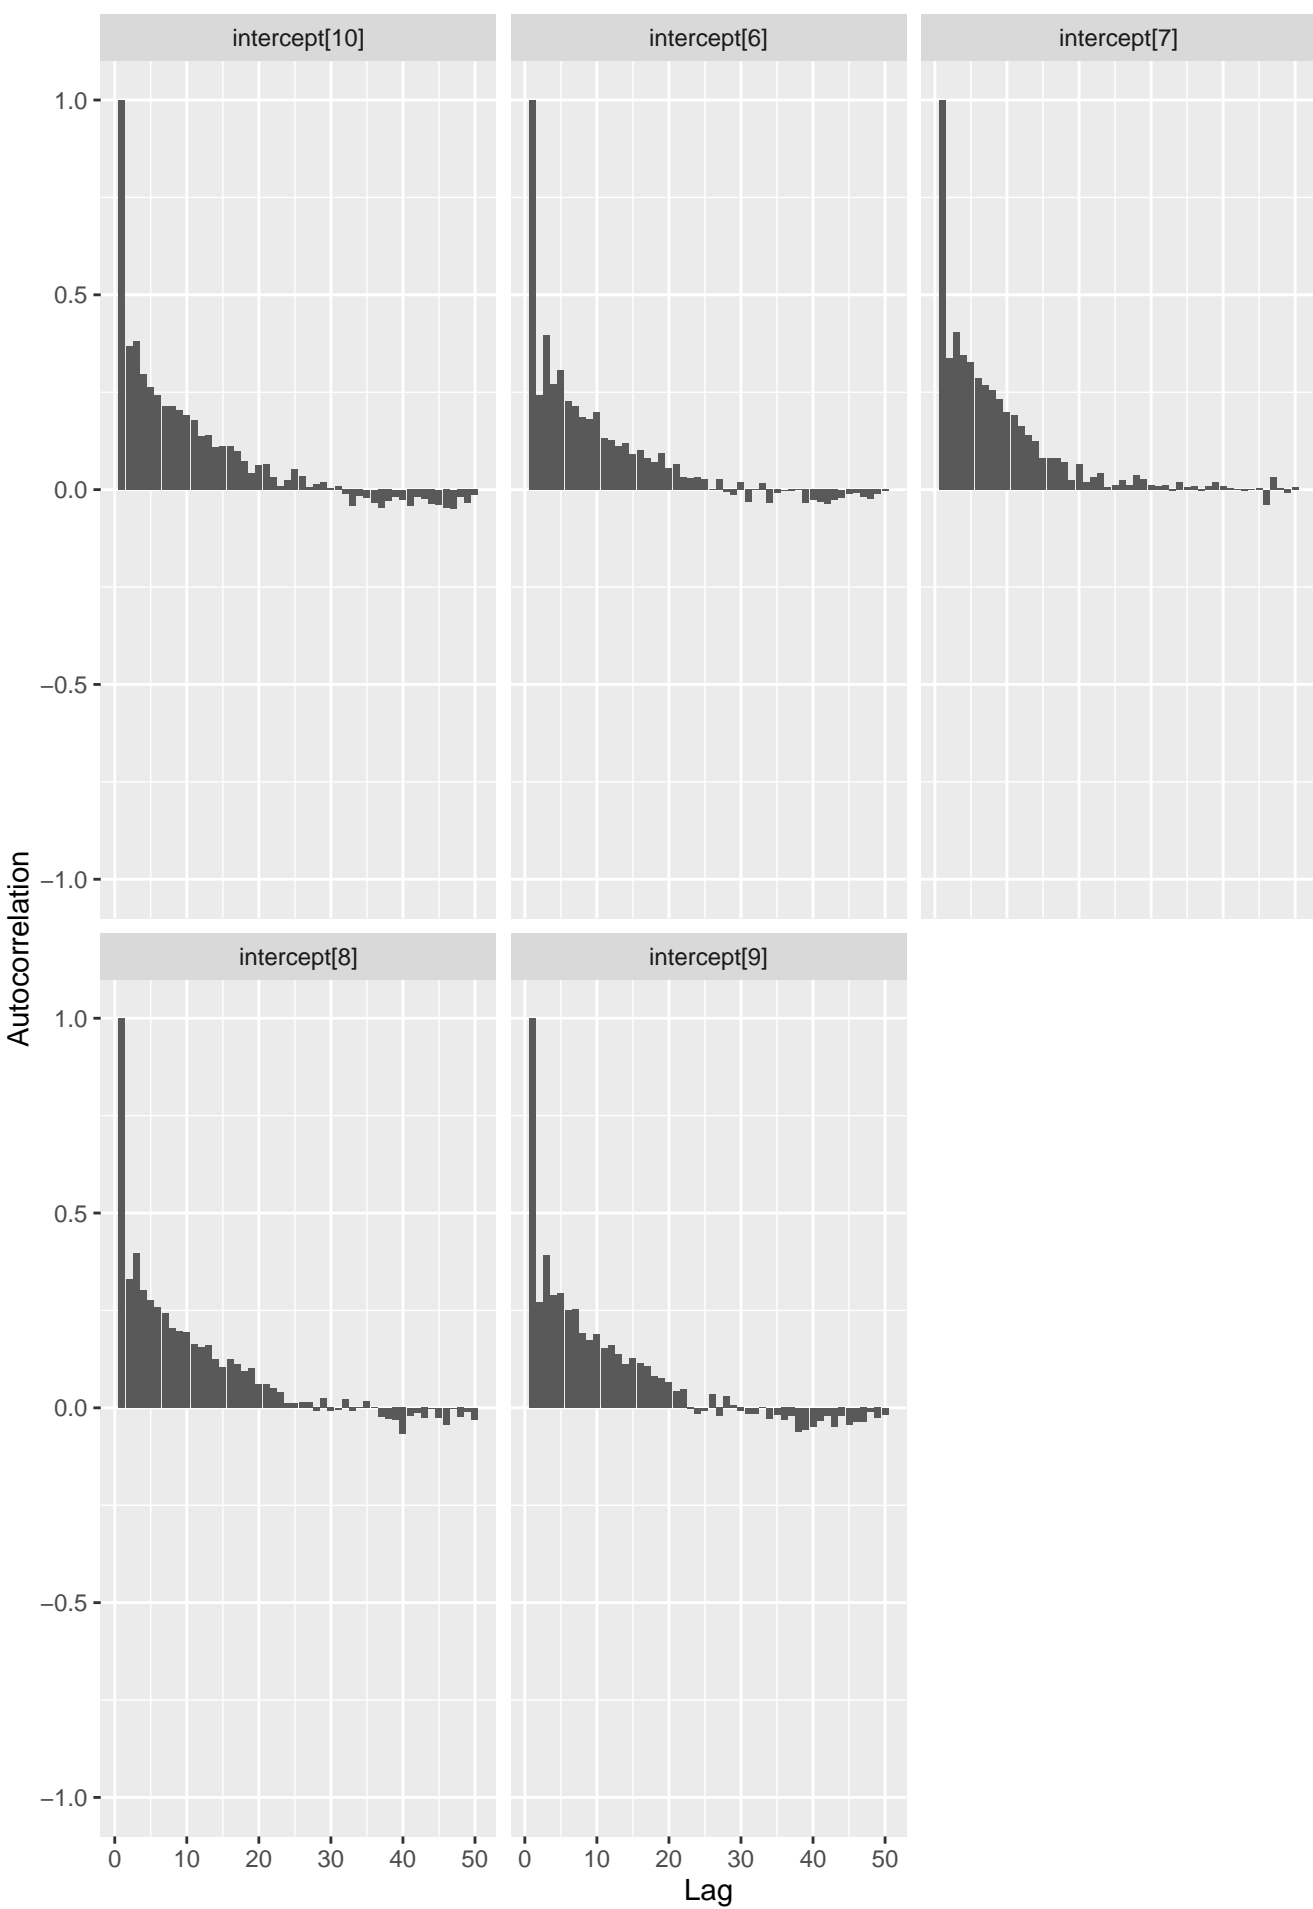 intercept[10] intercept[6] intercept[7]
1.0
0.5
0.0
−0.5
−1.0
Autocorrelation
intercept[8] intercept[9]
1.0
0.5
0.0
−0.5
−1.0
0 10 20 30 40 50 0 10 20 30 40 50
Lag